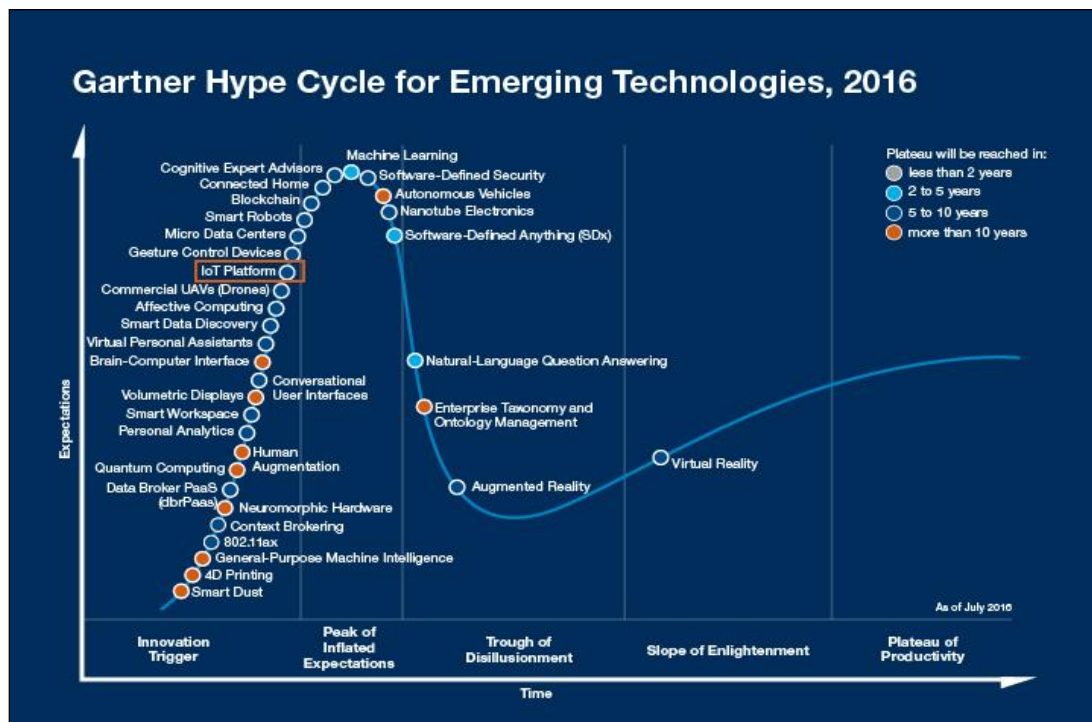 Gartner Hype Cycle for Emerging Technologies, 2016
Plateau will be reached in:
less than 2 years
2 to 5 years
5 to 10 years
more than 10 years
Expectations
Machine Learning
Cognitive Expert Advisors
Software-Defined Security
Connected Home
Autonomous Vehicles
Blockchain
Nanotube Electronics
Smart Robots
Micro Data Centers
Software-Defined Anything (SDx)
Gesture Control Devices
IoT Platform
Commercial UAVs (Drones)
Affective Computing
Smart Data Discovery
Virtual Personal Assistants
Brain-Computer Interface
Natural-Language Question Answering
Conversational
User Interfaces
Volumetric Displays
Enterprise Taxonomy and
Ontology Management
Smart Workspace
Personal Analytics
Human
Augmentation
Quantum Computing
Virtual Reality
Data Broker PaaS
(dbrPaas)
Augmented Reality
Neuromorphic Hardware
Context Brokering
802.11ax
General-Purpose Machine Intelligence
4D Printing
Smart Dust
As of July 2016
Innovation
Trigger
Peak of
Inflated
Expectations
Trough of
Disillusionment
Slope of Enlightenment
Plateau of
Productivity
Time